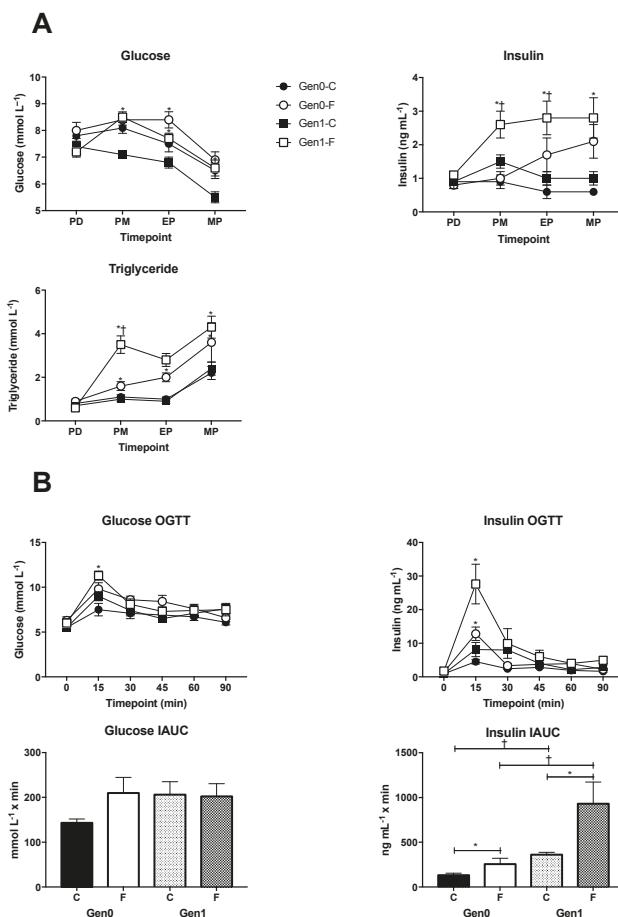 A
Glucose
Glucose (mmol L⁻¹)
10
9
8
7
6
5
* *
PD PM EP MP
Timepoint
Gen0-C
Gen0-F
Gen1-C
Gen1-F
Insulin
Insulin (ng mL⁻¹)
4
3
2
1
0
*† *† *
PD PM EP MP
Timepoint
Triglyceride
Triglyceride (mmol L⁻¹)
6
4
2
0
*† *
* * *
PD PM EP MP
Timepoint
B
Glucose OGTT
Glucose (mmol L⁻¹)
15
10
5
0
*
0 15 30 45 60 90
Timepoint (min)
Insulin OGTT
Insulin (ng mL⁻¹)
40
30
20
10
0
*
*
0 15 30 45 60 90
Timepoint (min)
Glucose IAUC
mmol L⁻¹ x min
300
200
100
0
C F C F
Gen0 Gen1
Insulin IAUC
ng mL⁻¹ x min
1500
1000
500
0
†
†
*
*
C F C F
Gen0 Gen1